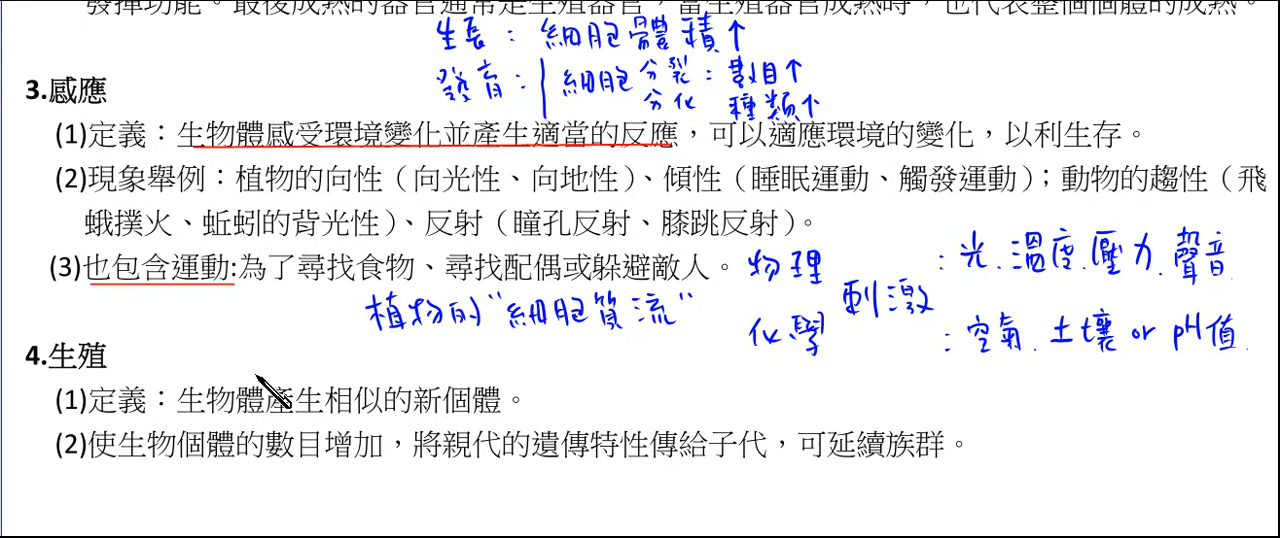 發揮功能。最後成熟的器官通常是生殖器官，當生殖器官成熟時，也代表整個個體的成熟。
生長：細胞體積↑
發育：細胞分裂：數目↑
分化 種類↑
3.感應
(1)定義：生物體感受環境變化並產生適當的反應，可以適應環境的變化，以利生存。
(2)現象舉例：植物的向性（向光性、向地性）、傾性（睡眠運動、觸發運動）；動物的趨性（飛
蛾撲火、蚯蚓的背光性）、反射（瞳孔反射、膝跳反射）。
(3)也包含運動:為了尋找食物、尋找配偶或躲避敵人。
植物的"細胞質流"
物理 刺激：光、溫度、壓力、聲音
化學：空氣、土壤 or pH值
4.生殖
(1)定義：生物體產生相似的新個體。
(2)使生物個體的數目增加，將親代的遺傳特性傳給子代，可延續族群。